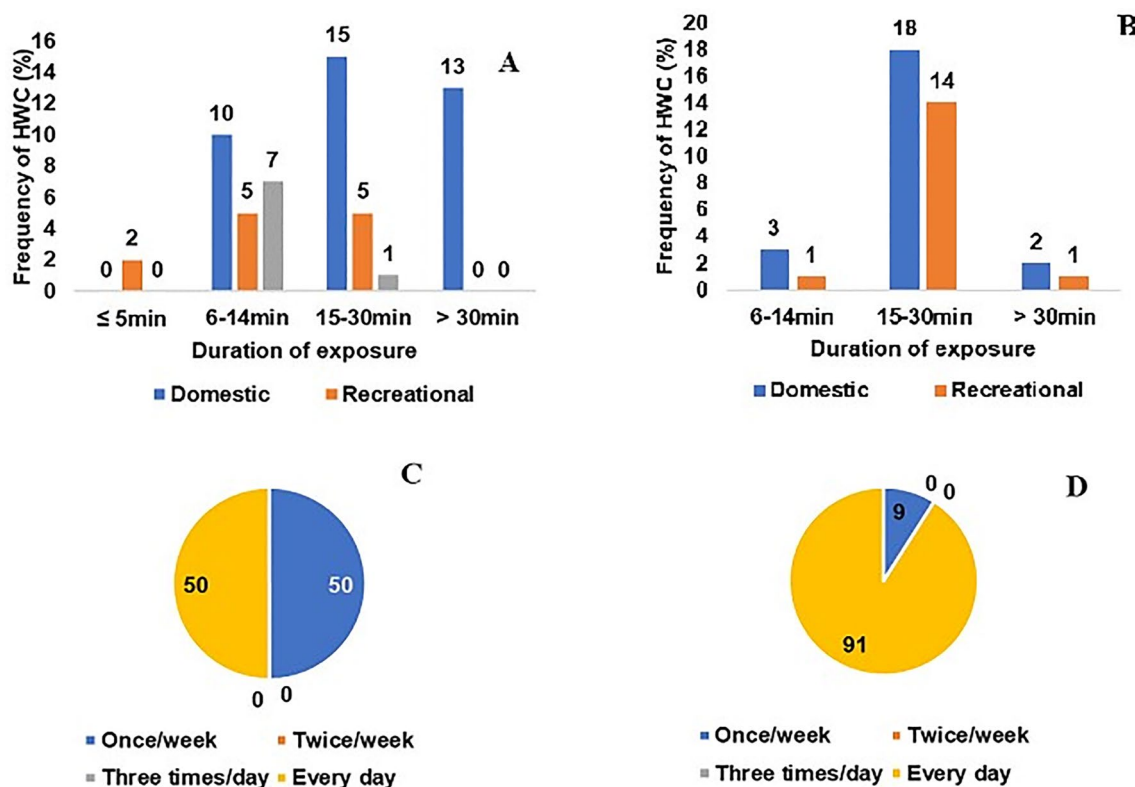 A
Frequency of HWC (%)
16
14
12
10
8
6
4
2
0
0
2
0
10
5
7
15
5
1
13
0
0
≤ 5min
6-14min
15-30min
> 30min
Duration of exposure
Domestic
Recreational
B
Frequency of HWC (%)
20
18
16
14
12
10
8
6
4
2
0
3
1
18
14
2
1
6-14min
15-30min
> 30min
Duration of exposure
Domestic
Recreational
C
50
50
0
0
Once/week
Twice/week
Three times/day
Every day
D
0
0
9
91
Once/week
Twice/week
Three times/day
Every day